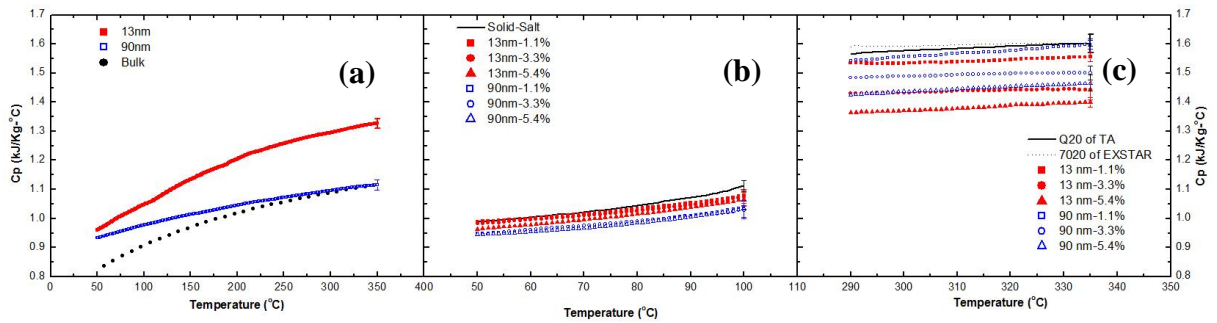 13nm
90nm
Bulk
(a)
Cp (kJ/Kg-°C)
1.7
1.6
1.5
1.4
1.3
1.2
1.1
1.0
0.9
0.8
0 50 100 150 200 250 300 350 400
Temperature (°C)
Solid-Salt
13nm-1.1%
13nm-3.3%
13nm-5.4%
90nm-1.1%
90nm-3.3%
90nm-5.4%
(b)
40 50 60 70 80 90 100 110
Temperature (°C)
(c)
Q20 of TA
7020 of EXSTAR
13 nm-1.1%
13 nm-3.3%
13 nm-5.4%
90 nm-1.1%
90 nm-3.3%
90 nm-5.4%
290 300 310 320 330 340
Temperature (°C)
1.7
1.6
1.5
1.4
1.3
1.2
1.1
1.0
0.9
0.8
Cp (kJ/Kg-°C)